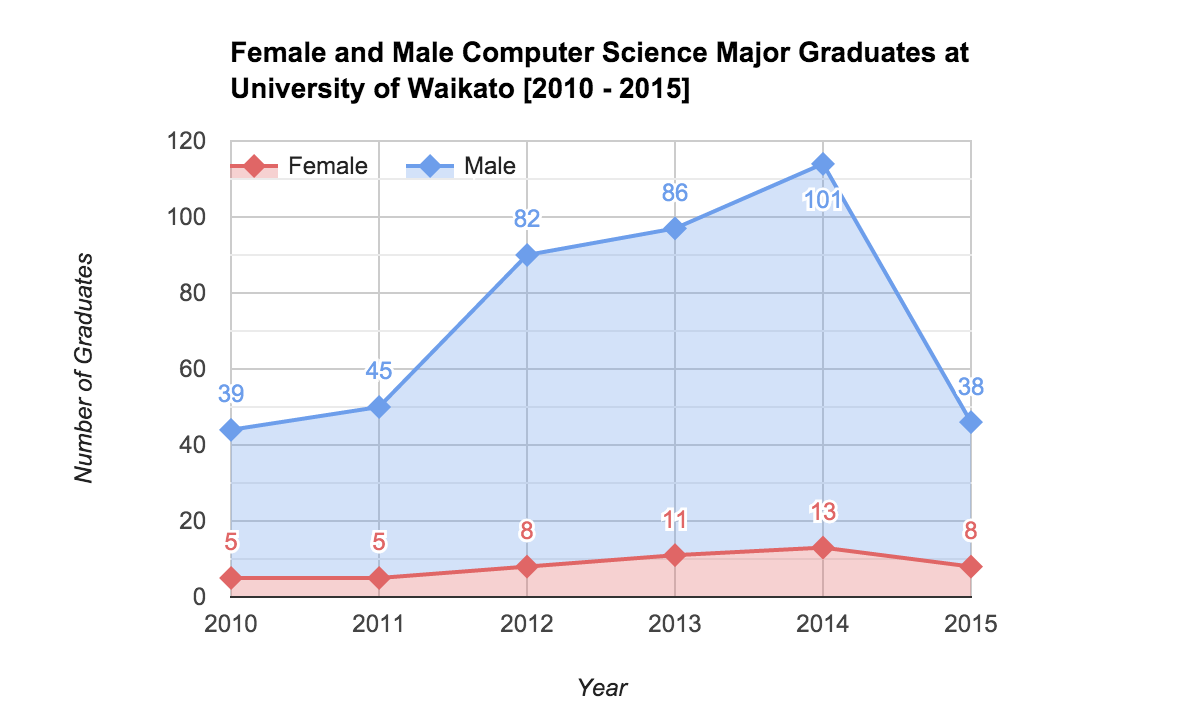 Female and Male Computer Science Major Graduates at
University of Waikato [2010 - 2015]
120
Female Male
86
101
100
82
80
Number of Graduates
60
45
39
38
40
20
5 5 8 11 13 8
0
2010 2011 2012 2013 2014 2015
Year